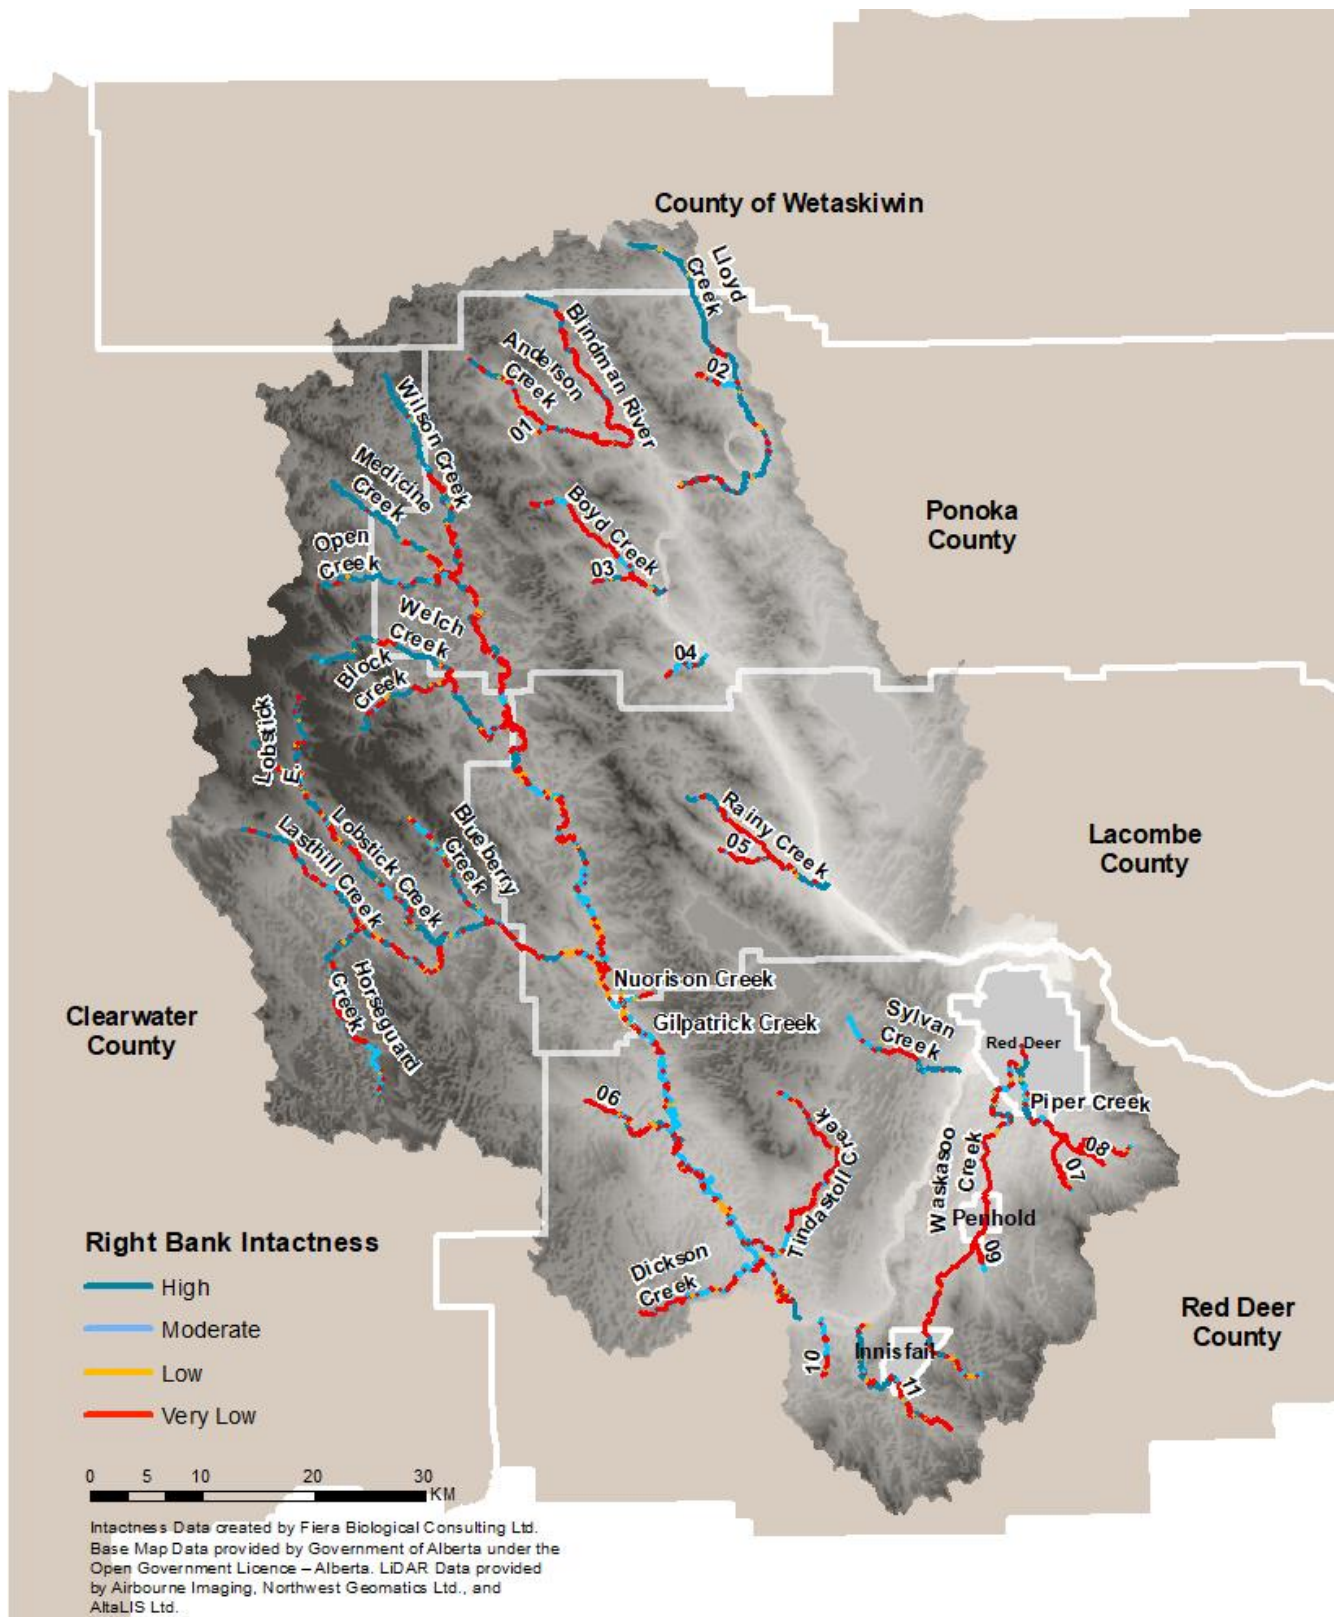 County of Wetaskiwin
Lloyd
Creek
Blindman River
Anderson
Creek
02
01
Wilson Creek
Medicine
Creek
Ponoka
County
Boyd Creek
Open
Creek
03
Welch
Creek
04
Block
Creek
Lobstick
E.
Rainy Creek
05
Lacombe
County
Blueberry
Creek
Lobstick Creek
Lasthill Creek
Nuorison Creek
Horseguard
Creek
Clearwater
County
Gilpatrick Creek
Sylvan
Creek
Red Deer
06
Piper Creek
Tindastoll Creek
Waskasoo
Creek
08
07
Penhold
09
Dickson
Creek
Red Deer
County
Innisfail
10
11
Right Bank Intactness
High
Moderate
Low
Very Low
0 5 10 20 30
KM
Intactness Data created by Fiera Biological Consulting Ltd.
Base Map Data provided by Government of Alberta under the
Open Government Licence – Alberta. LiDAR Data provided
by Airbourne Imaging, Northwest Geomatics Ltd., and
AltaLIS Ltd.